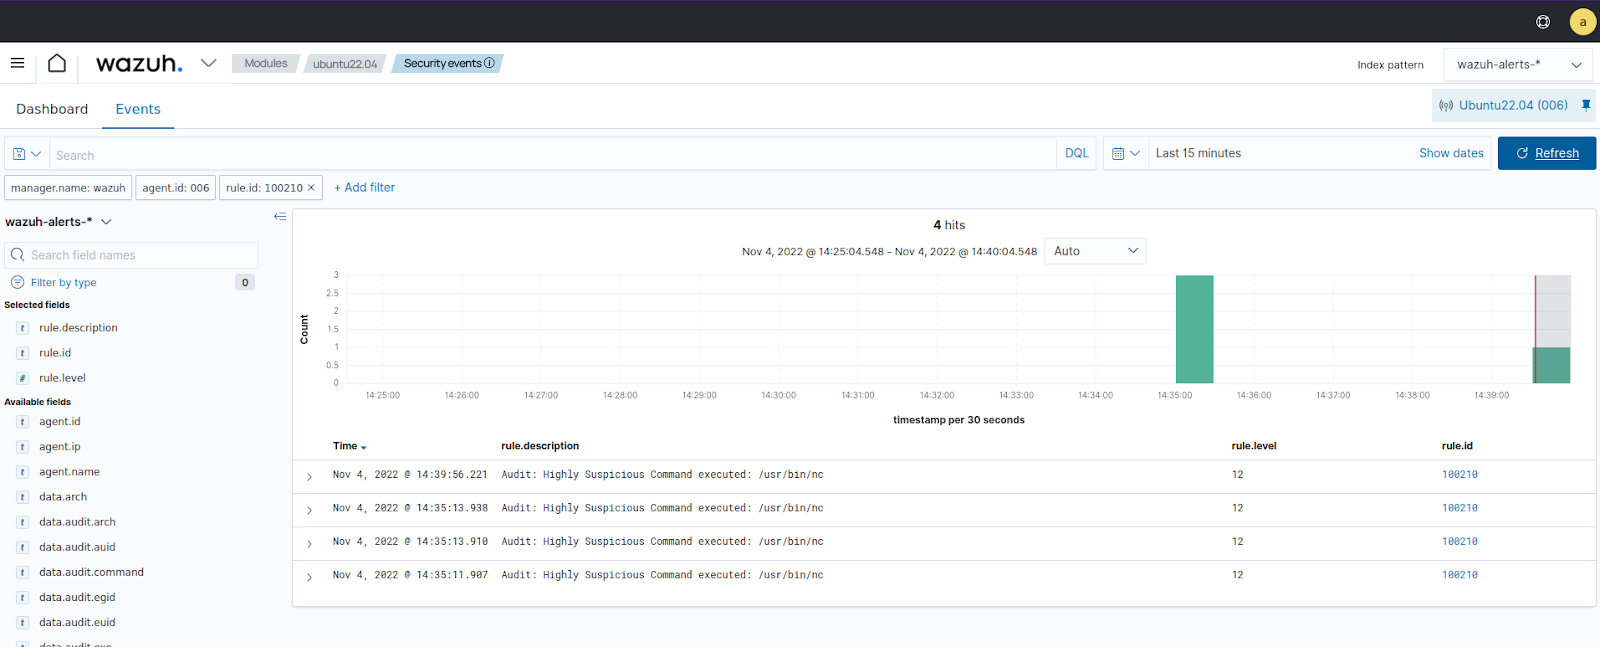 a
wazuh.
Modules
ubuntu22.04
Security events
Index pattern
wazuh-alerts-*
Dashboard
Events
Ubuntu22.04 (006)
Search
DQL
Last 15 minutes
Show dates
Refresh
manager.name: wazuh
agent.id: 006
rule.id: 100210 ×
+ Add filter
wazuh-alerts-*
Search field names
Filter by type 0
Selected fields
t rule.description
t rule.id
# rule.level
Available fields
t agent.id
t agent.ip
t agent.name
t data.arch
t data.audit.arch
t data.audit.auid
t data.audit.command
t data.audit.egid
t data.audit.euid
t data.audit.exe
4 hits
Nov 4, 2022 @ 14:25:04.548 - Nov 4, 2022 @ 14:40:04.548
Auto
Count
3
2.5
2
1.5
1
0.5
0
14:25:00 14:26:00 14:27:00 14:28:00 14:29:00 14:30:00 14:31:00 14:32:00 14:33:00 14:34:00 14:35:00 14:36:00 14:37:00 14:38:00 14:39:00
timestamp per 30 seconds
Time rule.description rule.level rule.id
Nov 4, 2022 @ 14:39:56.221 Audit: Highly Suspicious Command executed: /usr/bin/nc 12 100210
Nov 4, 2022 @ 14:35:13.938 Audit: Highly Suspicious Command executed: /usr/bin/nc 12 100210
Nov 4, 2022 @ 14:35:13.910 Audit: Highly Suspicious Command executed: /usr/bin/nc 12 100210
Nov 4, 2022 @ 14:35:11.907 Audit: Highly Suspicious Command executed: /usr/bin/nc 12 100210